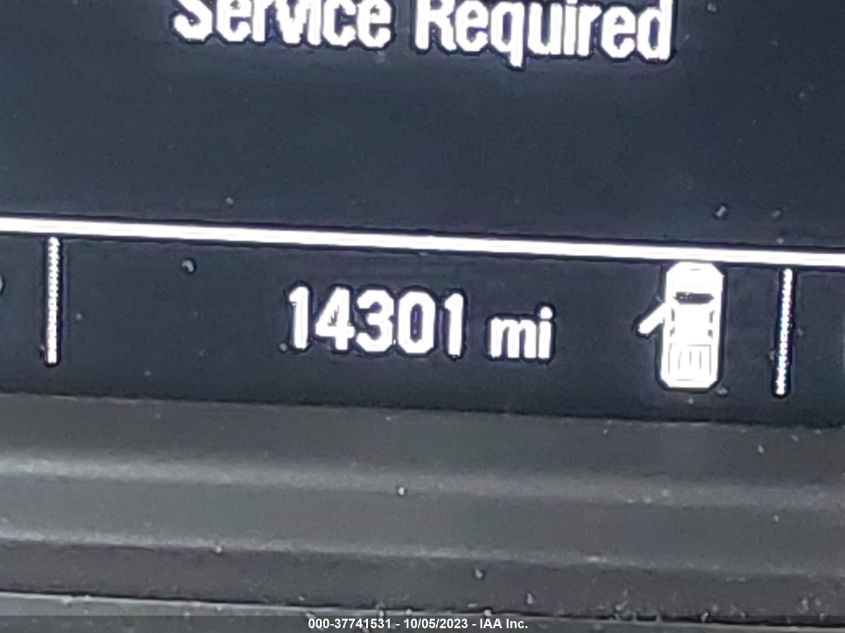 Service Required
14301 mi
000-37741531 - 10/05/2023 - IAA Inc.